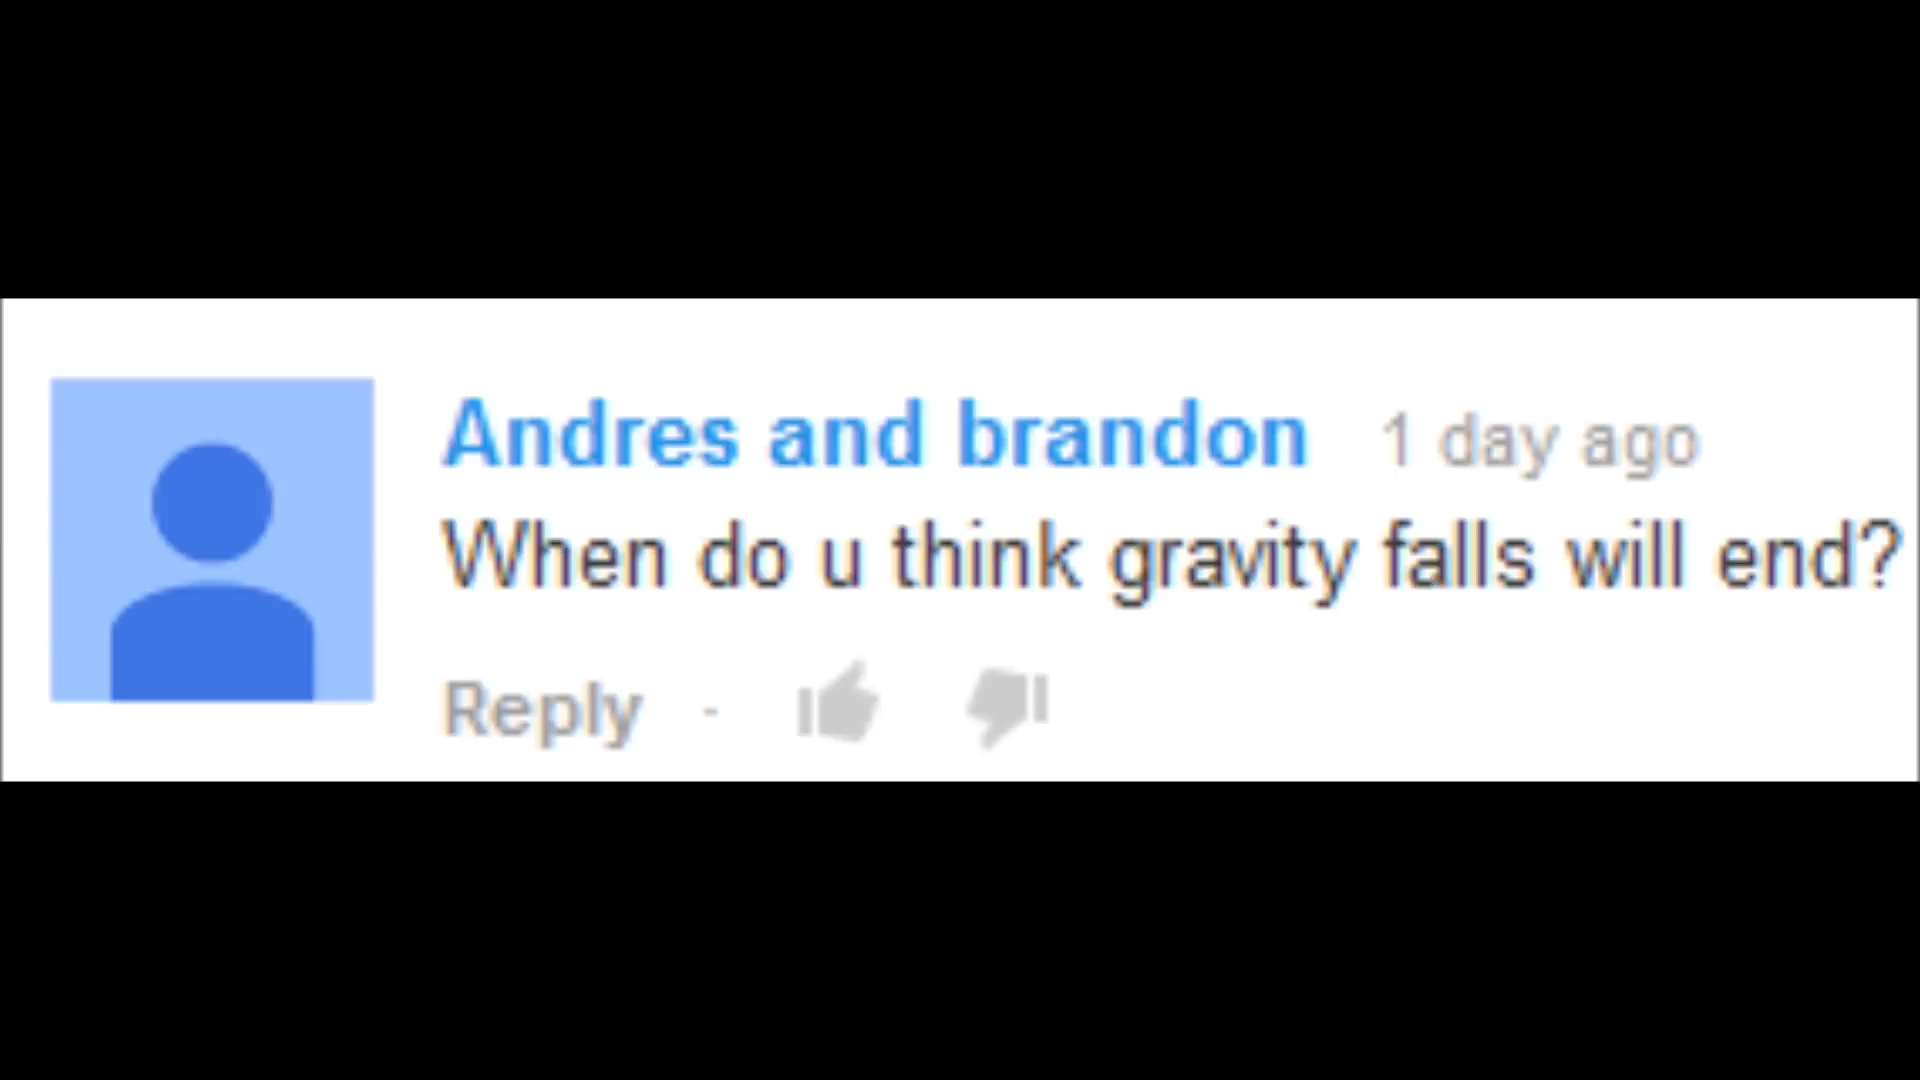 Andres and brandon 1 day ago
When do u think gravity falls will end?
Reply -